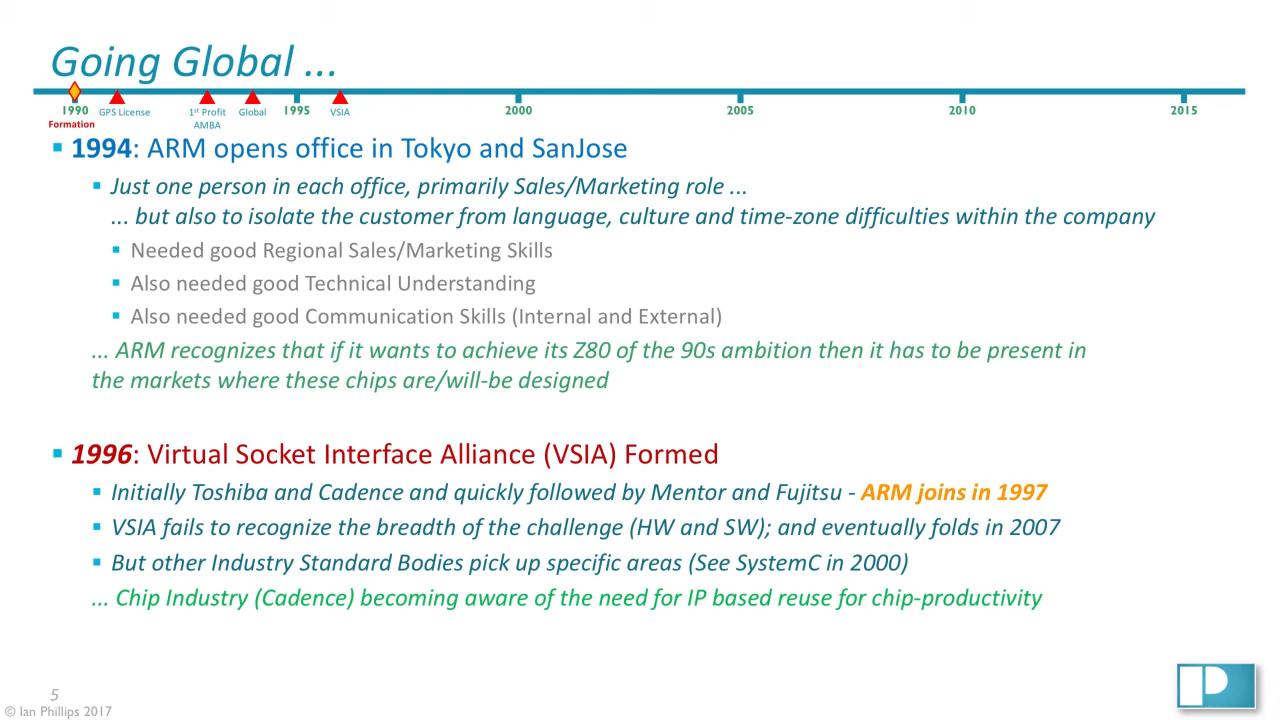 Going Global ...
1990 GPS License 1st Profit Global 1995 VSIA 2000 2005 2010 2015
Formation AMBA
1994: ARM opens office in Tokyo and SanJose
Just one person in each office, primarily Sales/Marketing role ...
... but also to isolate the customer from language, culture and time-zone difficulties within the company
Needed good Regional Sales/Marketing Skills
Also needed good Technical Understanding
Also needed good Communication Skills (Internal and External)
... ARM recognizes that if it wants to achieve its Z80 of the 90s ambition then it has to be present in
the markets where these chips are/will-be designed
1996: Virtual Socket Interface Alliance (VSIA) Formed
Initially Toshiba and Cadence and quickly followed by Mentor and Fujitsu - ARM joins in 1997
VSIA fails to recognize the breadth of the challenge (HW and SW); and eventually folds in 2007
But other Industry Standard Bodies pick up specific areas (See SystemC in 2000)
... Chip Industry (Cadence) becoming aware of the need for IP based reuse for chip-productivity
5
© Ian Phillips 2017
P